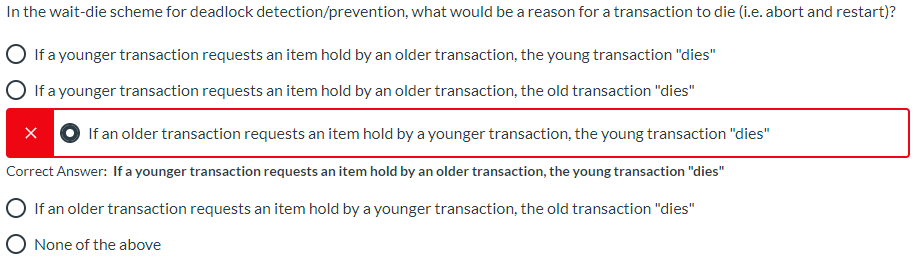 In the wait-die scheme for deadlock detection/prevention, what would be a reason for a transaction to die (i.e. abort and restart)?
If a younger transaction requests an item hold by an older transaction, the young transaction "dies"
If a younger transaction requests an item hold by an older transaction, the old transaction "dies"
If an older transaction requests an item hold by a younger transaction, the young transaction "dies"
Correct Answer: If a younger transaction requests an item hold by an older transaction, the young transaction "dies"
If an older transaction requests an item hold by a younger transaction, the old transaction "dies"
None of the above